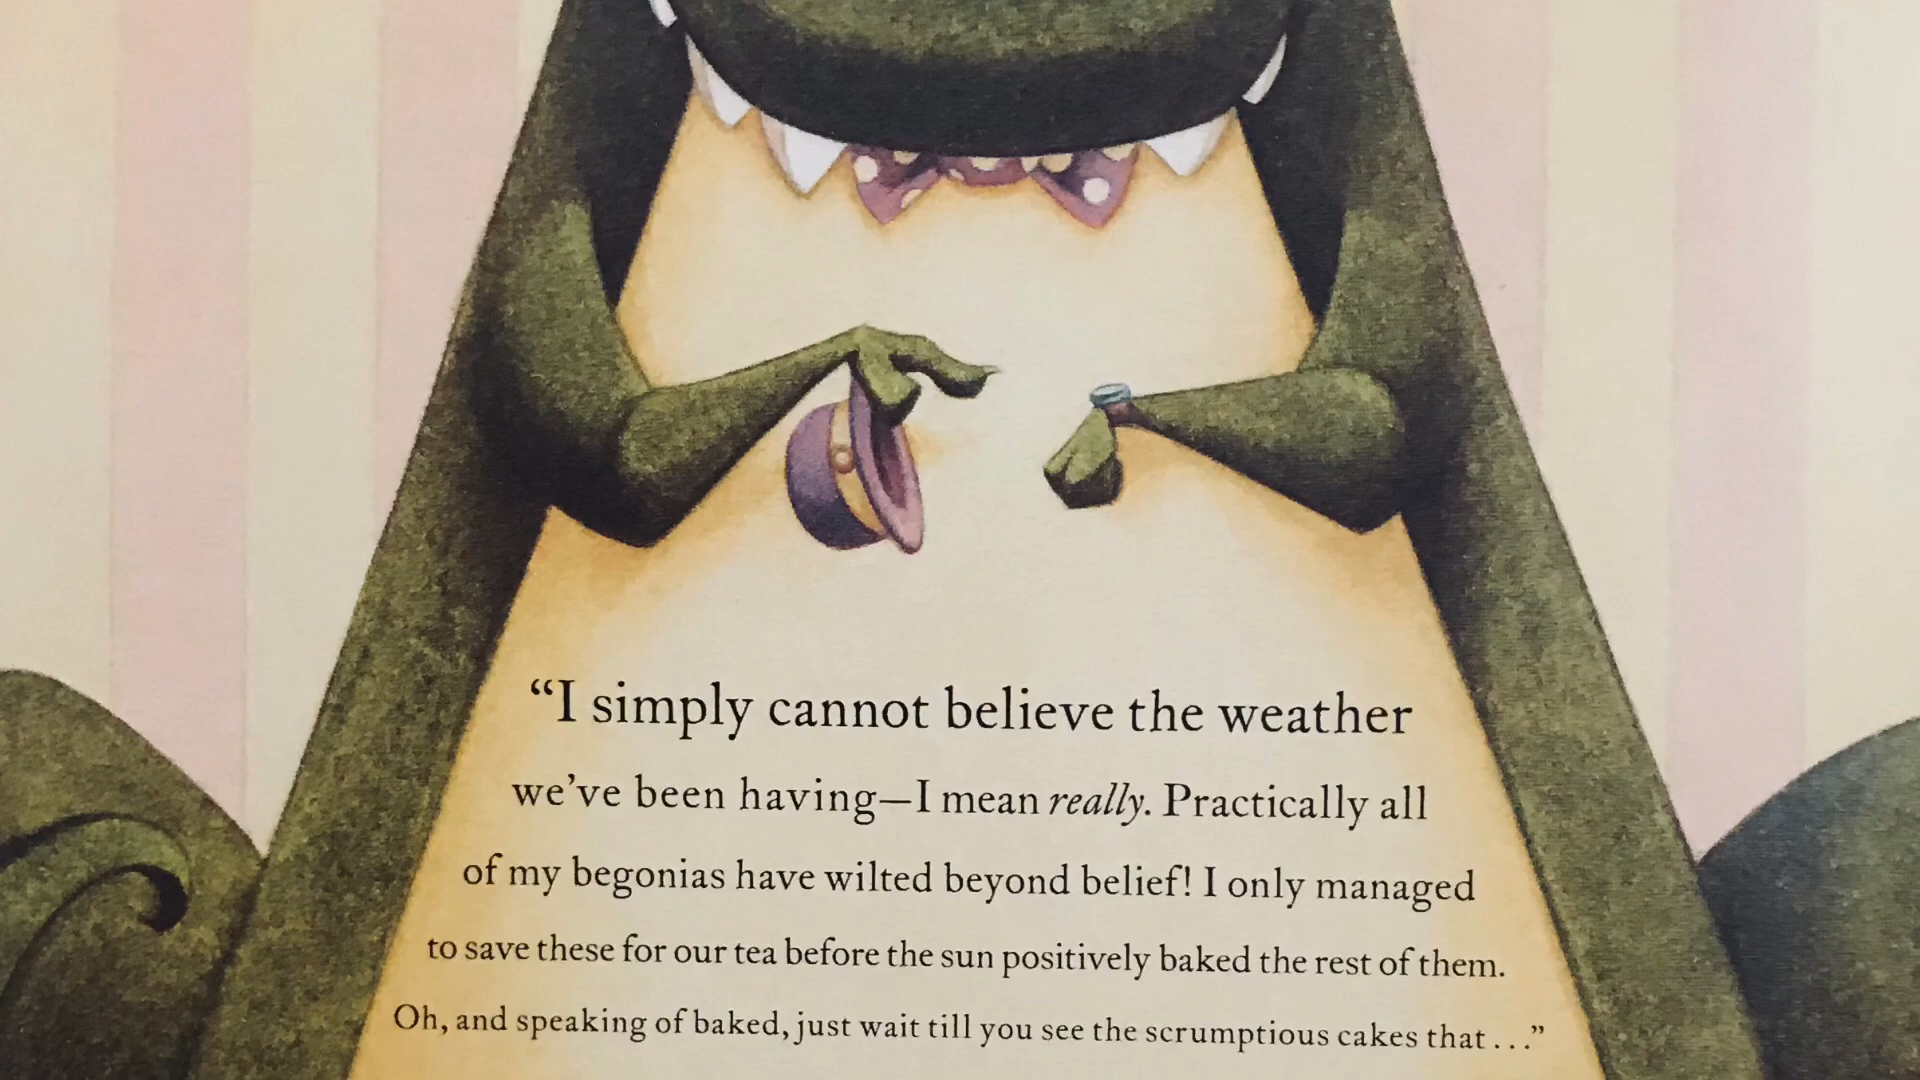 “I simply cannot believe the weather
we’ve been having—I mean really. Practically all
of my begonias have wilted beyond belief! I only managed
to save these for our tea before the sun positively baked the rest of them.
Oh, and speaking of baked, just wait till you see the scrumptious cakes that . . .”